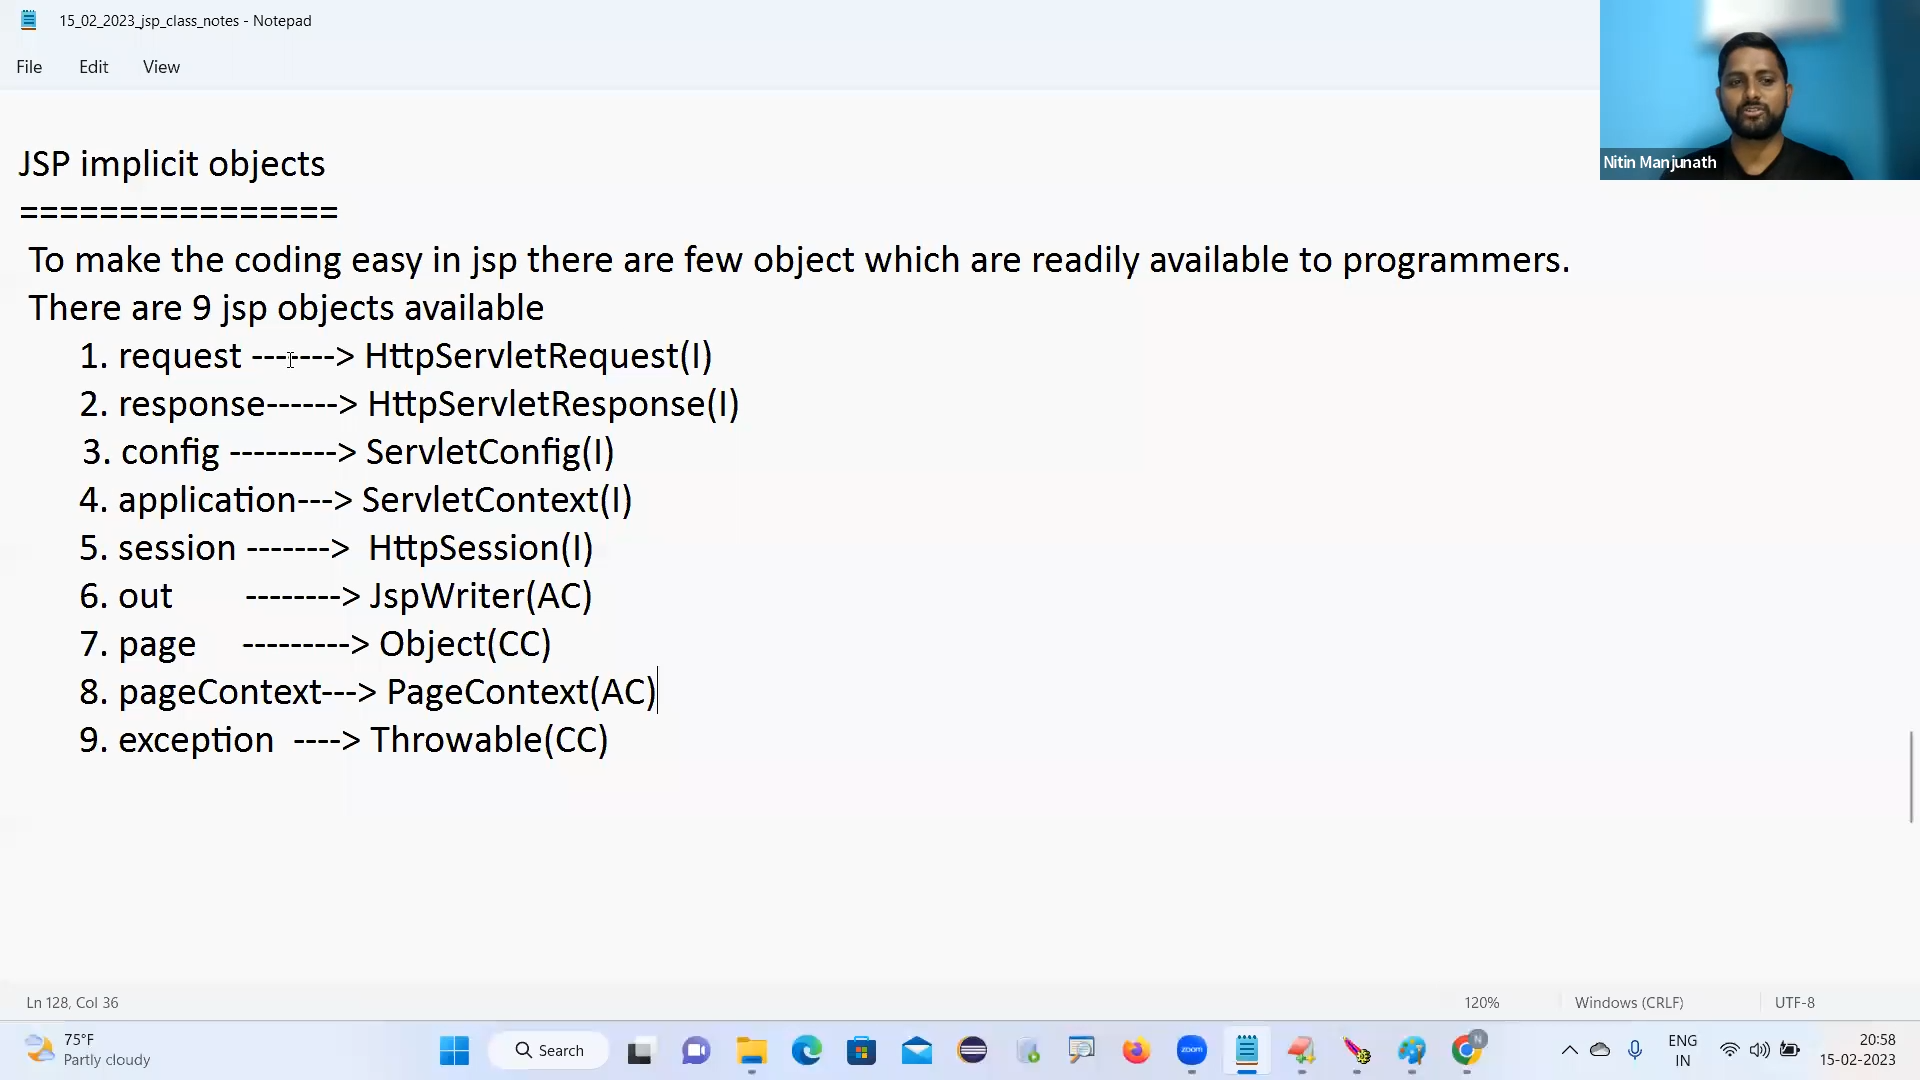 15_02_2023_jsp_class_notes - Notepad
File Edit View
Nitin Manjunath
JSP implicit objects
================
To make the coding easy in jsp there are few object which are readily available to programmers.
There are 9 jsp objects available
1. request -------> HttpServletRequest(I)
2. response------> HttpServletResponse(I)
3. config ---------> ServletConfig(I)
4. application---> ServletContext(I)
5. session -------> HttpSession(I)
6. out --------> JspWriter(AC)
7. page ---------> Object(CC)
8. pageContext---> PageContext(AC)
9. exception ----> Throwable(CC)
Ln 128, Col 36 120% Windows (CRLF) UTF-8
75°F
Partly cloudy
Search
zoom
N
ENG
IN
20:58
15-02-2023